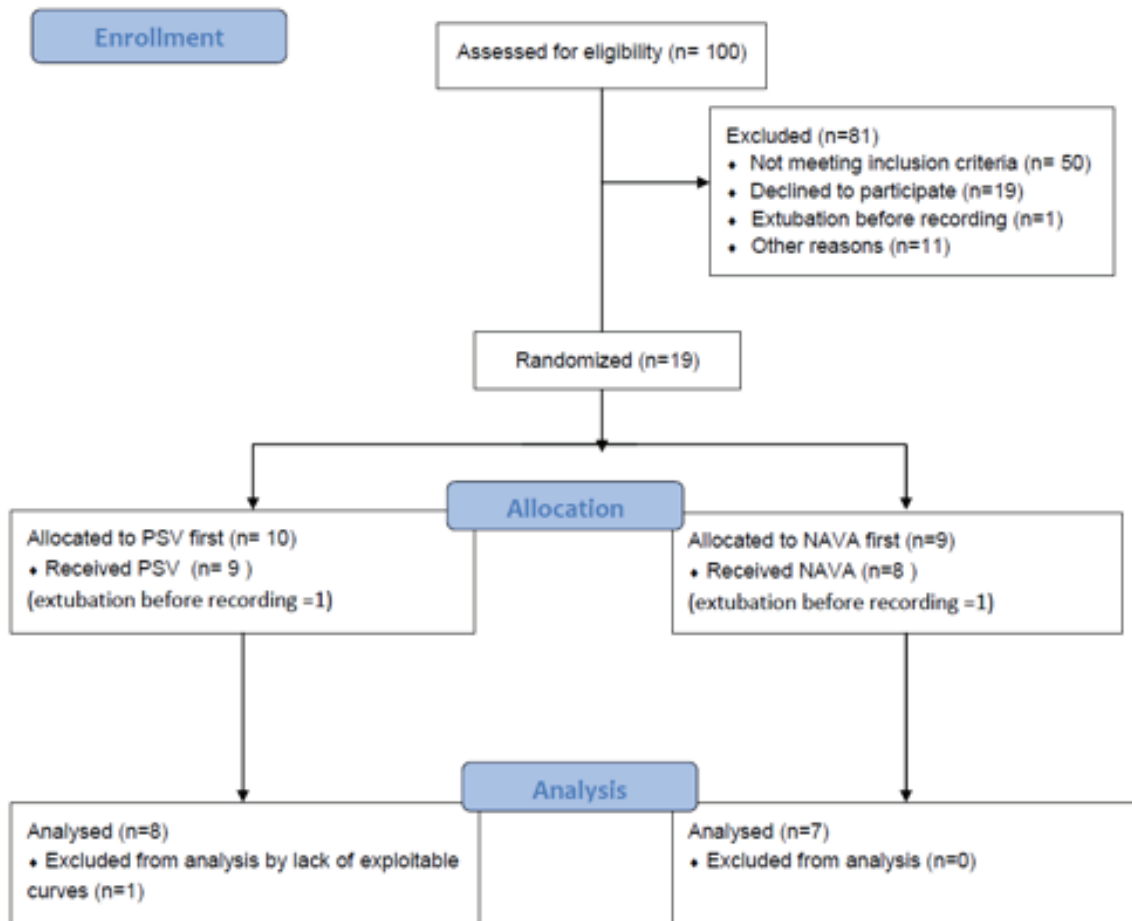 Enrollment
Assessed for eligibility (n= 100)
Excluded (n=81)
⬧ Not meeting inclusion criteria (n= 50)
⬧ Declined to participate (n=19)
⬧ Extubation before recording (n=1)
⬧ Other reasons (n=11)
Randomized (n=19)
Allocation
Allocated to PSV first (n= 10)
⬧ Received PSV (n= 9 )
(extubation before recording =1)
Allocated to NAVA first (n=9)
⬧ Received NAVA (n=8 )
(extubation before recording =1)
Analysis
Analysed (n=8)
⬧ Excluded from analysis by lack of exploitable
curves (n=1)
Analysed (n=7)
⬧ Excluded from analysis (n=0)